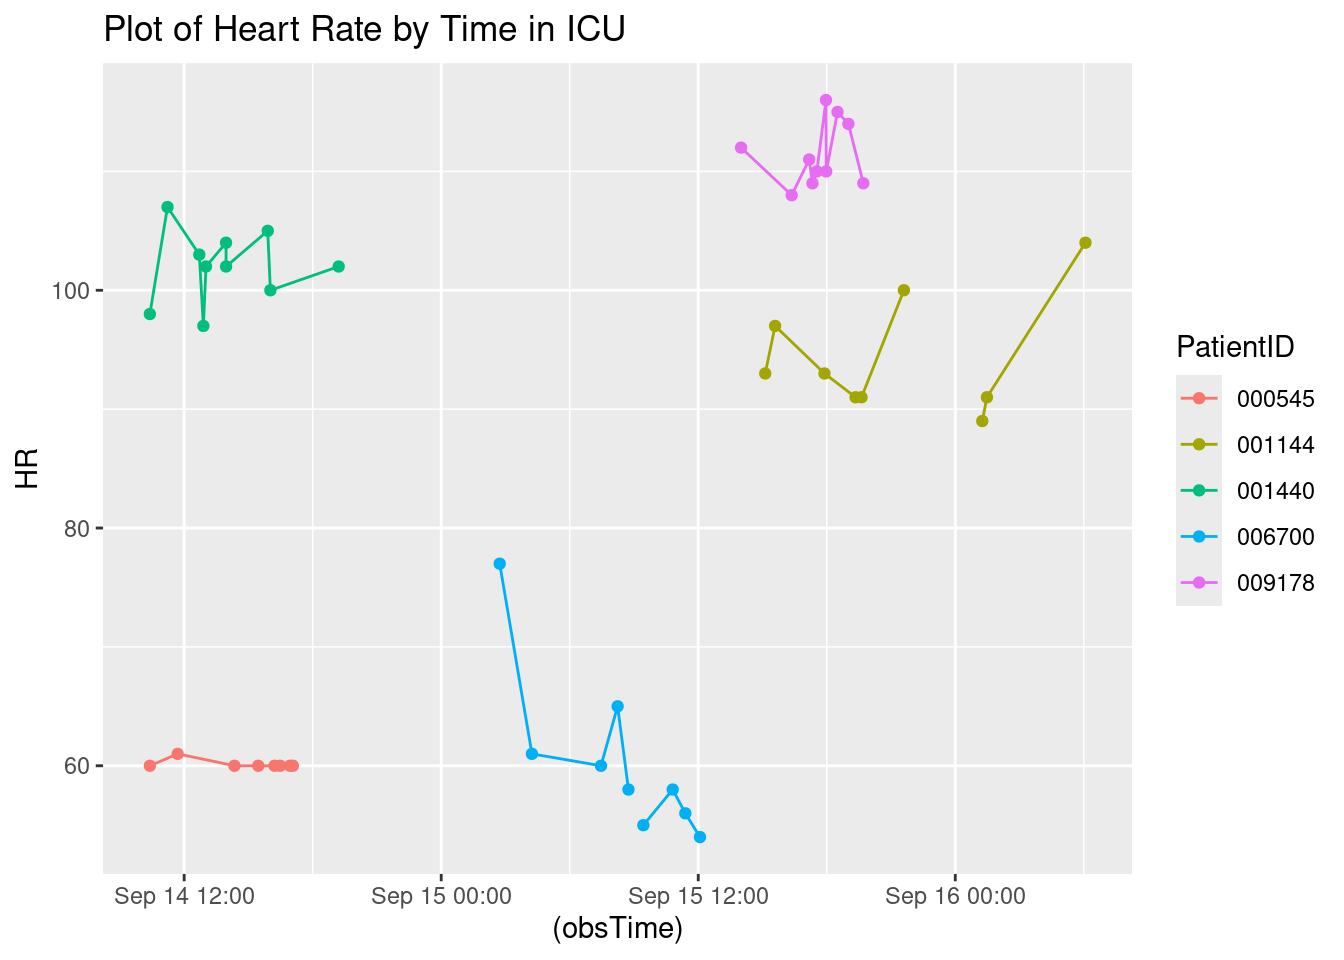 Plot of Heart Rate by Time in ICU
HR
100
80
60
Sep 14 12:00 Sep 15 00:00 Sep 15 12:00 Sep 16 00:00
(obsTime)
PatientID
000545
001144
001440
006700
009178